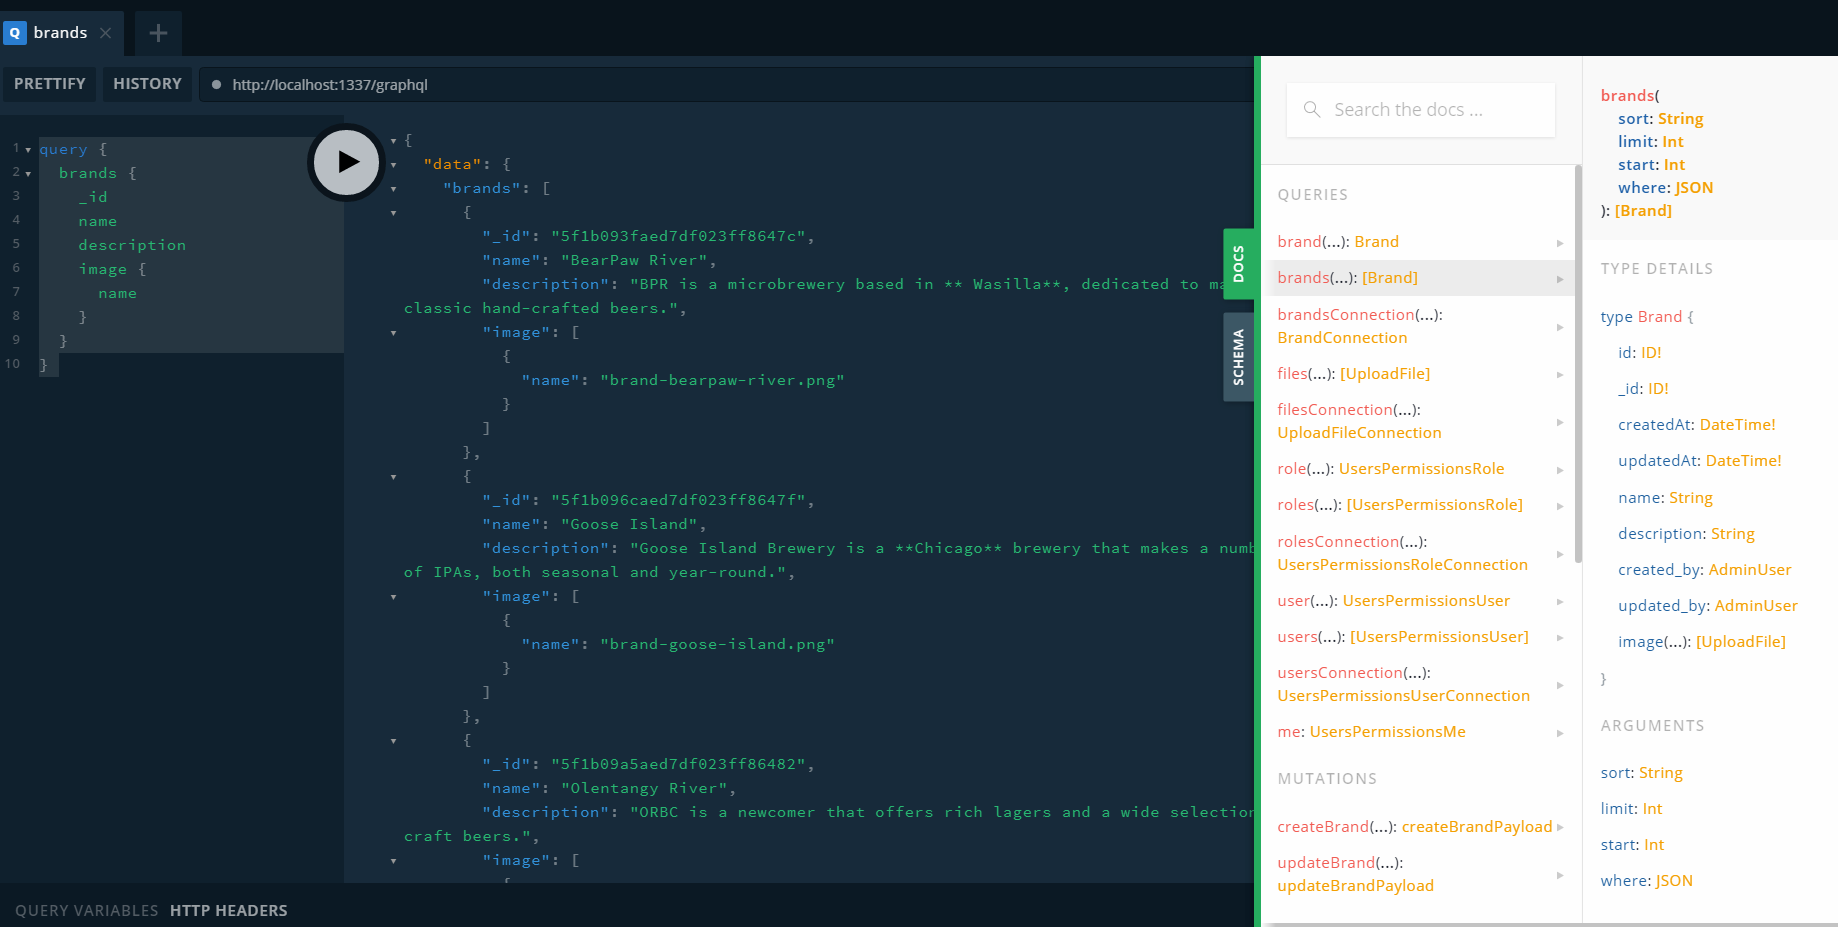 Q brands
PRETTIFY HISTORY http://localhost:1337/graphql
1 query {
2 brands {
3 _id
4 name
5 description
6 image {
7 name
8 }
9 }
10 }
{
"data": {
"brands": [
{
"_id": "5f1b093faed7df023ff8647c",
"name": "BearPaw River",
"description": "BPR is a microbrewery based in ** Wasilla**, dedicated to
classic hand-crafted beers.",
"image": [
{
"name": "brand-bearpaw-river.png"
}
]
},
{
"_id": "5f1b096caed7df023ff8647f",
"name": "Goose Island",
"description": "Goose Island Brewery is a **Chicago** brewery that makes a
of IPAs, both seasonal and year-round.",
"image": [
{
"name": "brand-goose-island.png"
}
]
},
{
"_id": "5f1b09a5aed7df023ff86482",
"name": "Olentangy River",
"description": "ORBC is a newcomer that offers rich lagers and a wide selection
craft beers.",
"image": [
QUERY VARIABLES HTTP HEADERS
DOCS
SCHEMA
Search the docs ...
QUERIES
brand(...): Brand
brands(...): [Brand]
brandsConnection(...):
BrandConnection
files(...): [UploadFile]
filesConnection(...):
UploadFileConnection
role(...): UsersPermissionsRole
roles(...): [UsersPermissionsRole]
rolesConnection(...):
UsersPermissionsRoleConnection
user(...): UsersPermissionsUser
users(...): [UsersPermissionsUser]
usersConnection(...):
UsersPermissionsUserConnection
me: UsersPermissionsMe
MUTATIONS
createBrand(...): createBrandPayload
updateBrand(...):
updateBrandPayload
brands(
sort: String
limit: Int
start: Int
where: JSON
): [Brand]
TYPE DETAILS
type Brand {
id: ID!
_id: ID!
createdAt: DateTime!
updatedAt: DateTime!
name: String
description: String
created_by: AdminUser
updated_by: AdminUser
image(...): [UploadFile]
}
ARGUMENTS
sort: String
limit: Int
start: Int
where: JSON